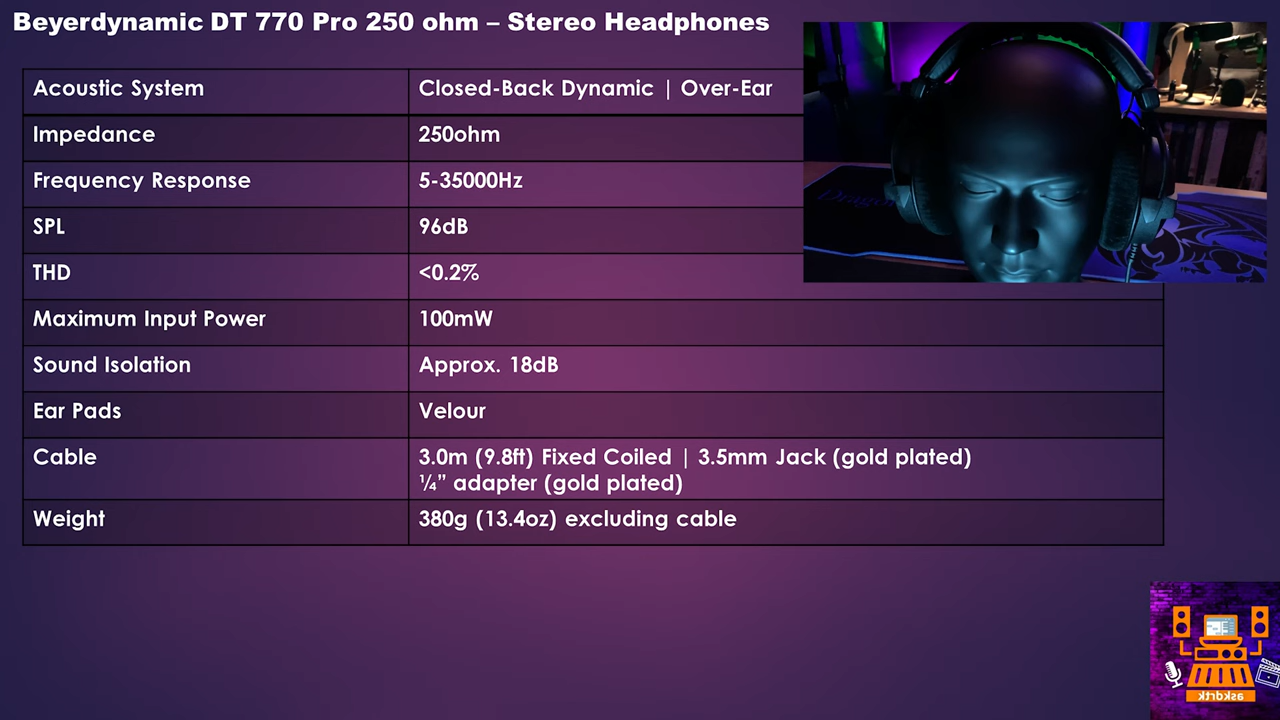 Beyerdynamic DT 770 Pro 250 ohm – Stereo Headphones
Acoustic System
Closed-Back Dynamic | Over-Ear
Impedance
250ohm
Frequency Response
5-35000Hz
SPL
96dB
THD
<0.2%
Maximum Input Power
100mW
Sound Isolation
Approx. 18dB
Ear Pads
Velour
Cable
3.0m (9.8ft) Fixed Coiled | 3.5mm Jack (gold plated)
¼” adapter (gold plated)
Weight
380g (13.4oz) excluding cable
askdrtk